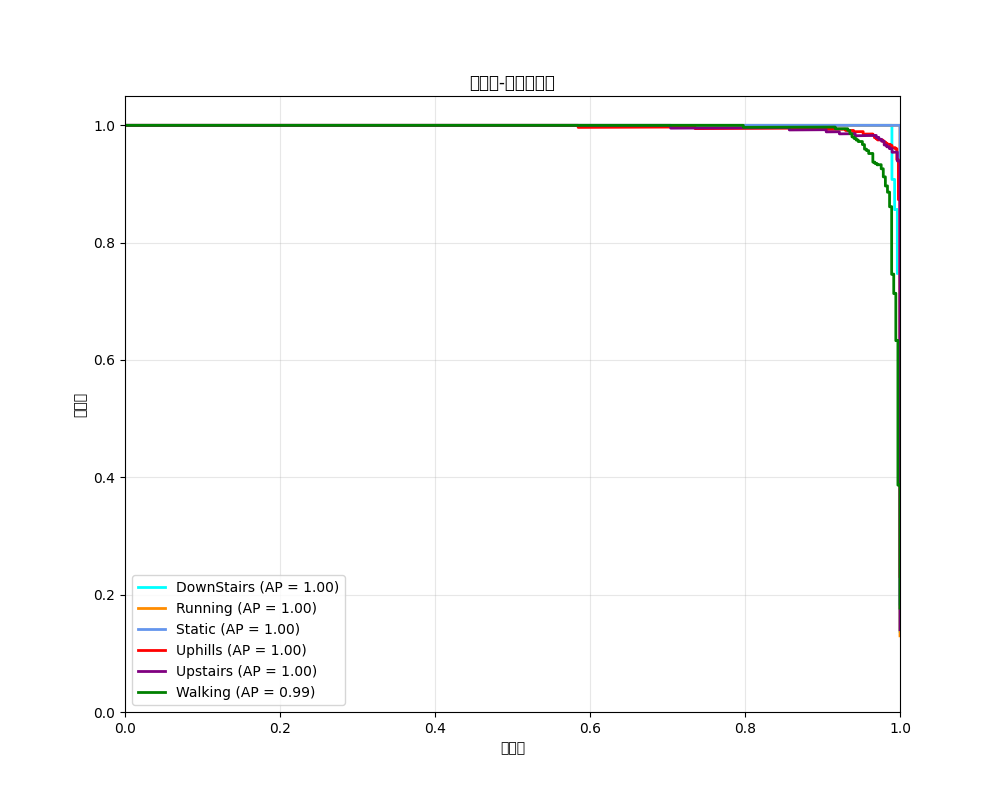 1.0
0.8
0.6
0.4
0.2
0.0
DownStairs (AP = 1.00)
Running (AP = 1.00)
Static (AP = 1.00)
Uphills (AP = 1.00)
Upstairs (AP = 1.00)
Walking (AP = 0.99)
0.0 0.2 0.4 0.6 0.8 1.0